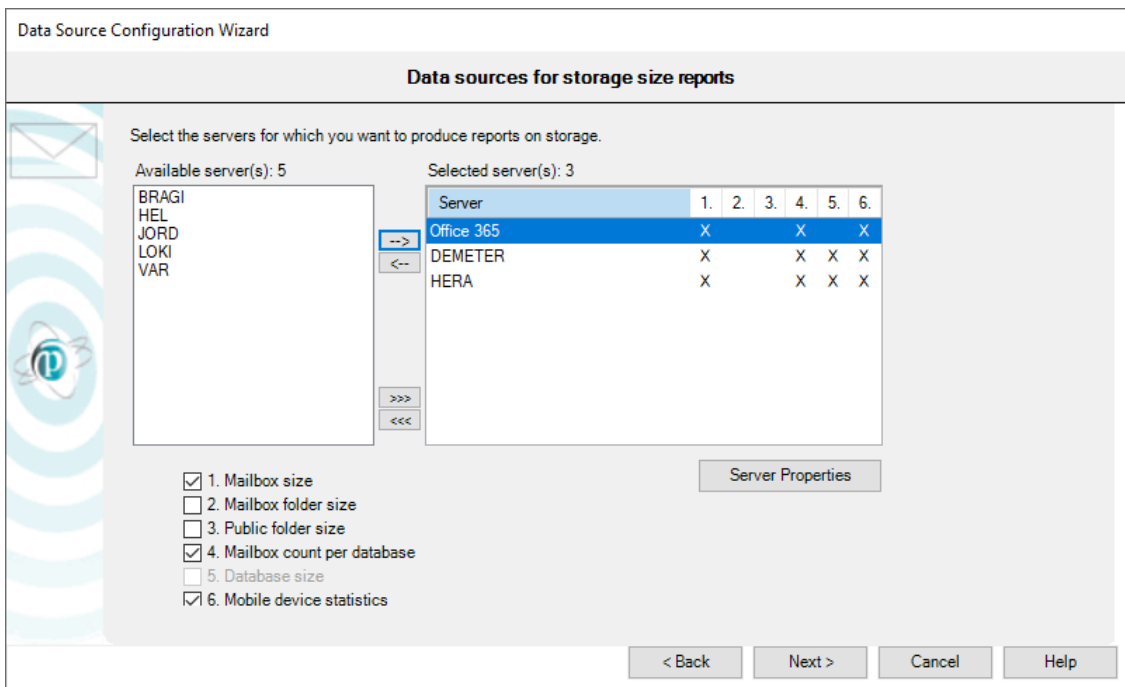 Data Source Configuration Wizard
Data sources for storage size reports
Select the servers for which you want to produce reports on storage.
Available server(s): 5
BRAGI
HEL
JORD
LOKI
VAR
-->
<--
>>>
<<<
Selected server(s): 3
Server 1. 2. 3. 4. 5. 6.
Office 365 X X X
DEMETER X X X X
HERA X X X X
1. Mailbox size
2. Mailbox folder size
3. Public folder size
4. Mailbox count per database
5. Database size
6. Mobile device statistics
Server Properties
< Back Next > Cancel Help